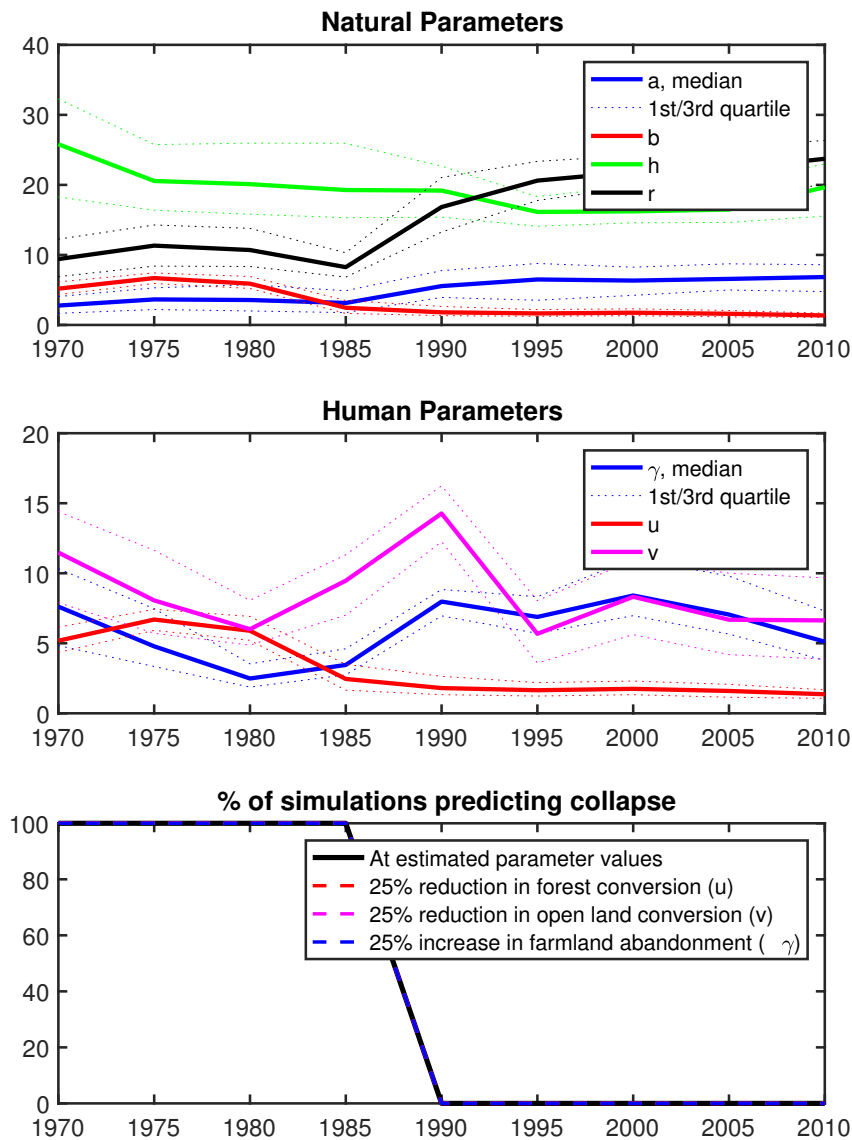 Natural Parameters
40
30
20
10
0
a, median
1st/3rd quartile
b
h
r
1970 1975 1980 1985 1990 1995 2000 2005 2010
Human Parameters
20
15
10
5
0
γ, median
1st/3rd quartile
u
v
1970 1975 1980 1985 1990 1995 2000 2005 2010
% of simulations predicting collapse
100
80
60
40
20
0
At estimated parameter values
25% reduction in forest conversion (u)
25% reduction in open land conversion (v)
25% increase in farmland abandonment ( γ)
1970 1975 1980 1985 1990 1995 2000 2005 2010